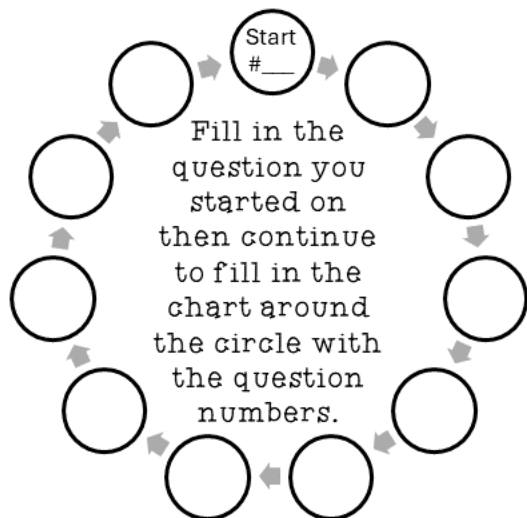 Start
#___
Fill in the
question you
started on
then continue
to fill in the
chart around
the circle with
the question
numbers.